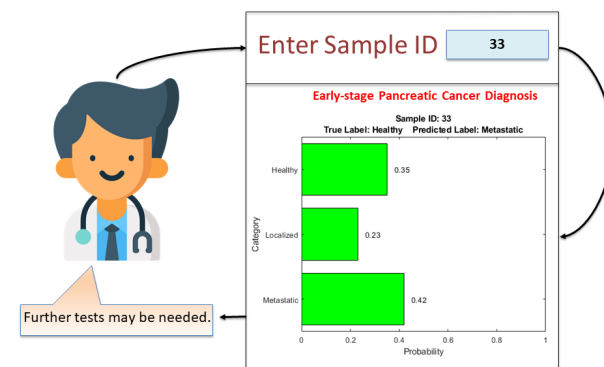 Enter Sample ID
33
Early-stage Pancreatic Cancer Diagnosis
Sample ID: 33
True Label: Healthy Predicted Label: Metastatic
Healthy
0.35
Localized
0.23
Metastatic
0.42
Category
0
0.2
0.4
0.6
0.8
1
Probability
Further tests may be needed.